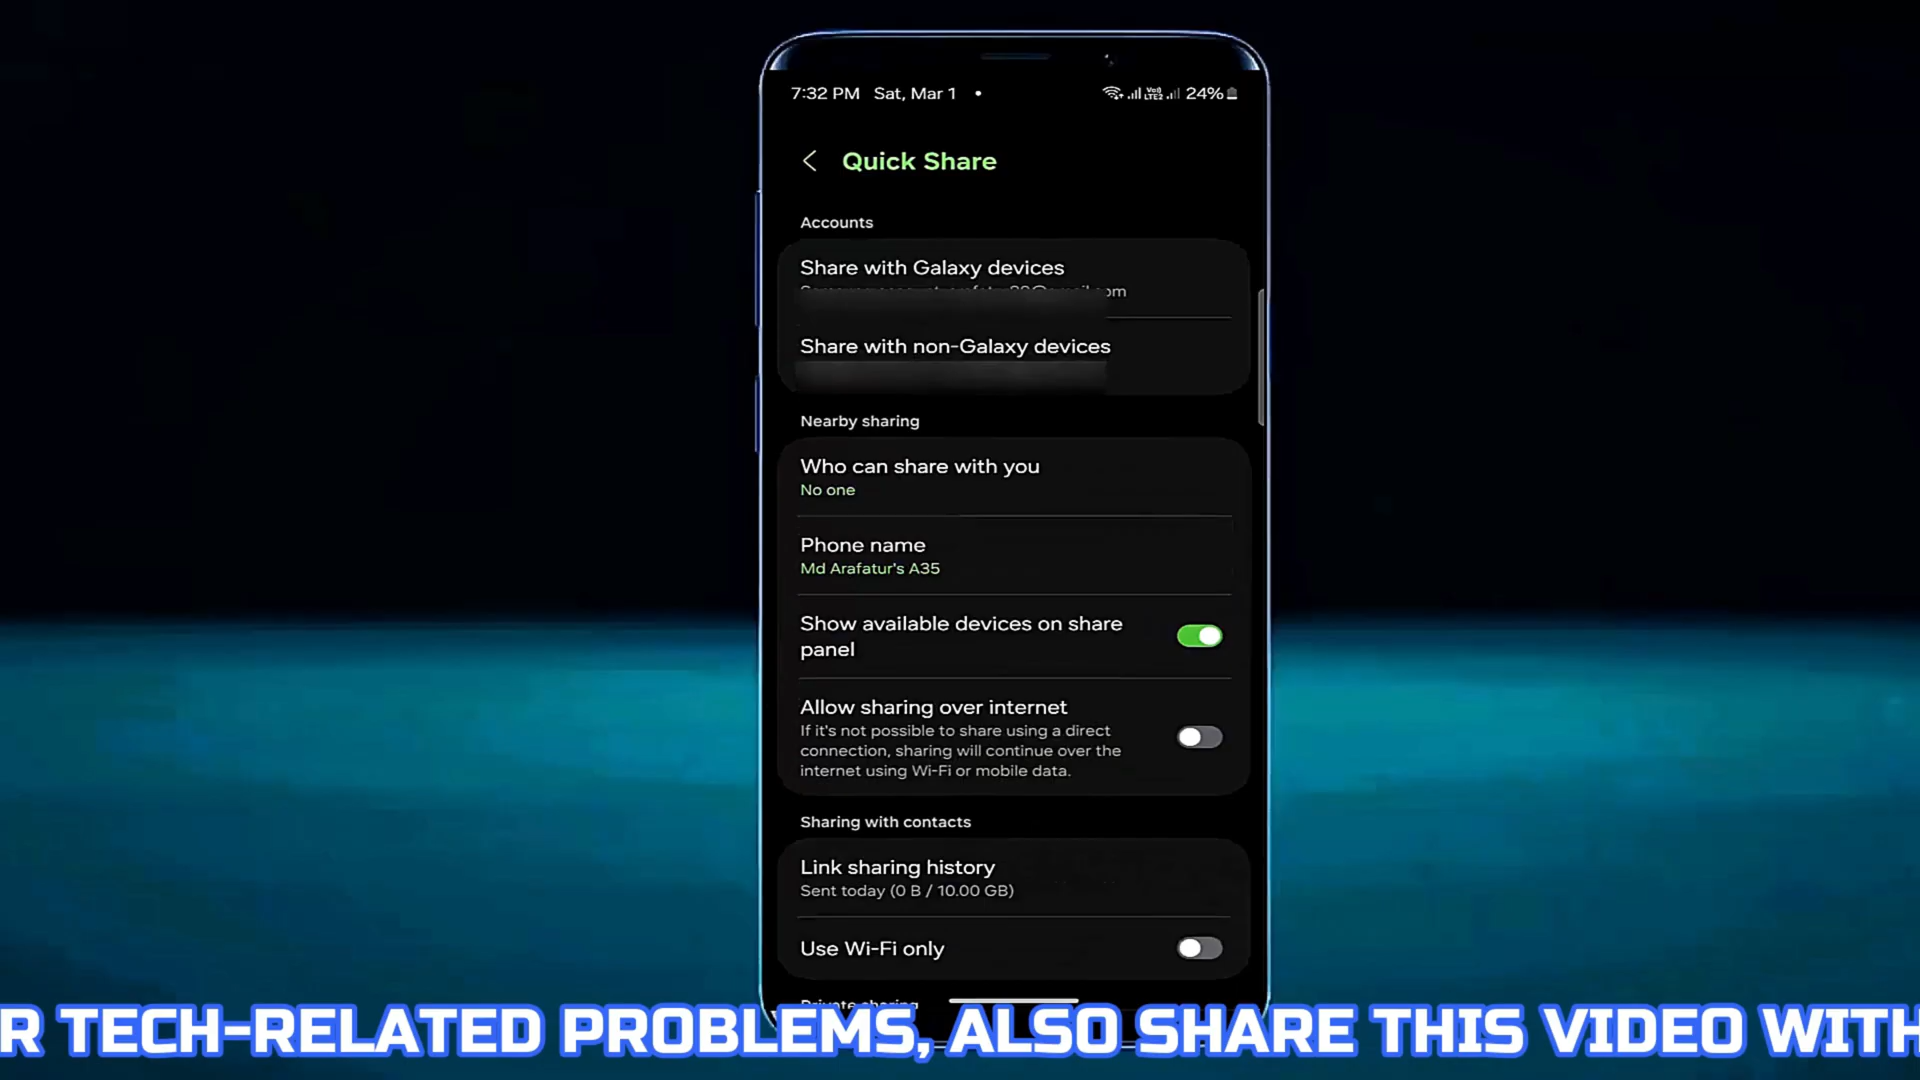 7:32 PM Sat, Mar 1 • 24%
Quick Share
Accounts
Share with Galaxy devices
Share with non-Galaxy devices
Nearby sharing
Who can share with you
No one
Phone name
Md Arafatur's A35
Show available devices on share
panel
Allow sharing over internet
If it's not possible to share using a direct
connection, sharing will continue over the
internet using Wi-Fi or mobile data.
Sharing with contacts
Link sharing history
Sent today (0 B / 10.00 GB)
Use Wi-Fi only
Private sharing
R TECH-RELATED PROBLEMS, ALSO SHARE THIS VIDEO WITH